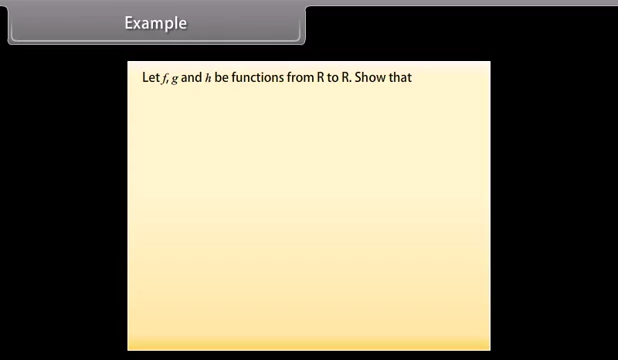 Example
Let f, g and h be functions from R to R. Show that